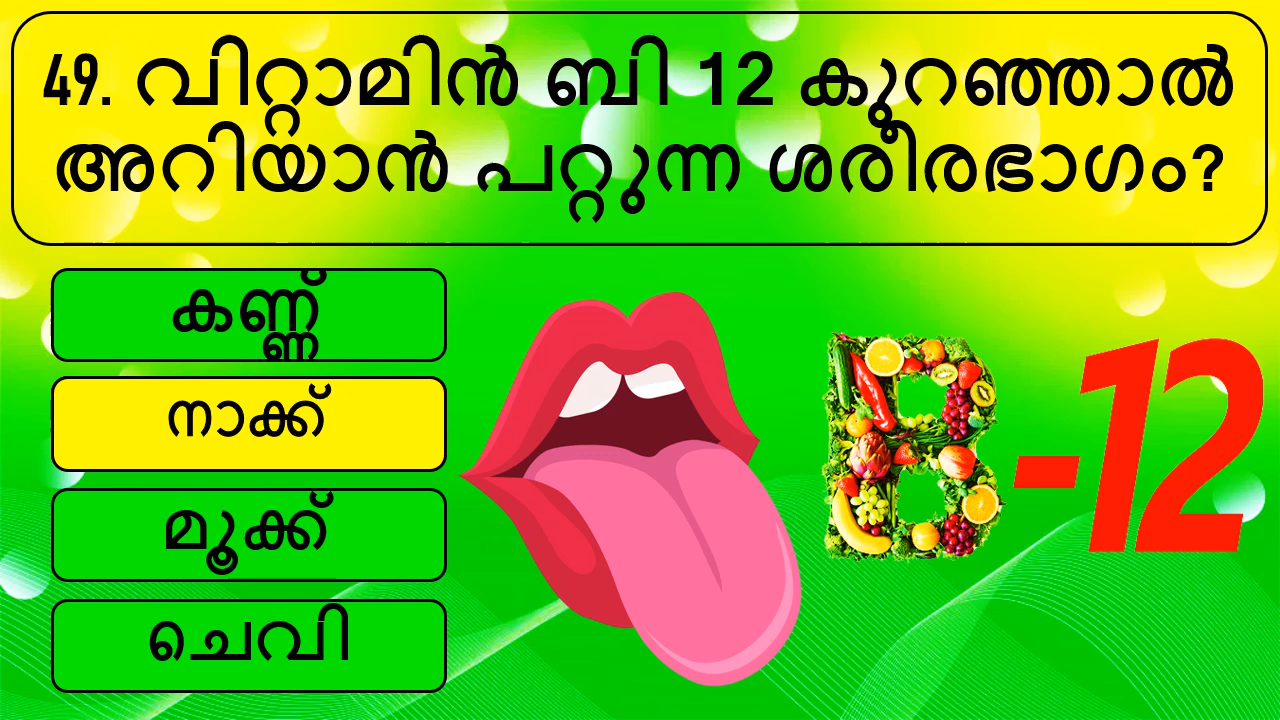 49. വിറ്റാമിൻ ബി 12 കുറഞ്ഞാൽ
അറിയാൻ പറ്റുന്ന ശരീരഭാഗം?
കണ്ണ്
നാക്ക്
മൂക്ക്
ചെവി
B-12